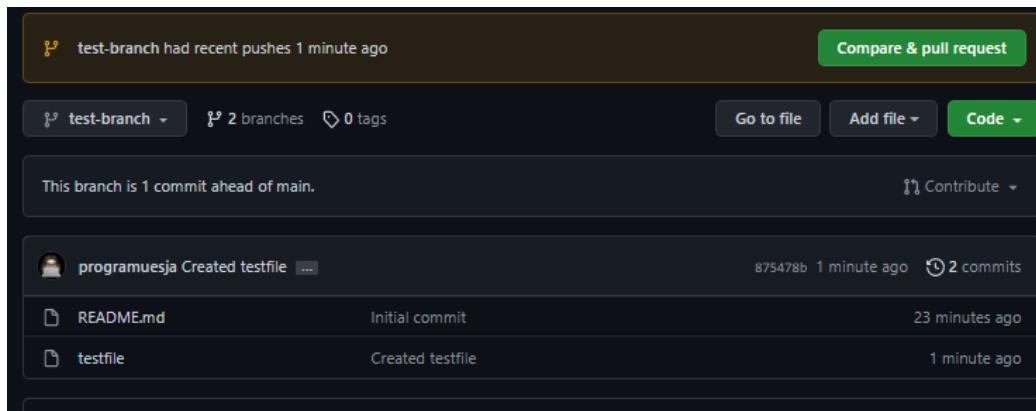 test-branch had recent pushes 1 minute ago Compare & pull request
test-branch 2 branches 0 tags Go to file Add file Code
This branch is 1 commit ahead of main. Contribute
programuesja Created testfile ... 875478b 1 minute ago 2 commits
README.md Initial commit 23 minutes ago
testfile Created testfile 1 minute ago